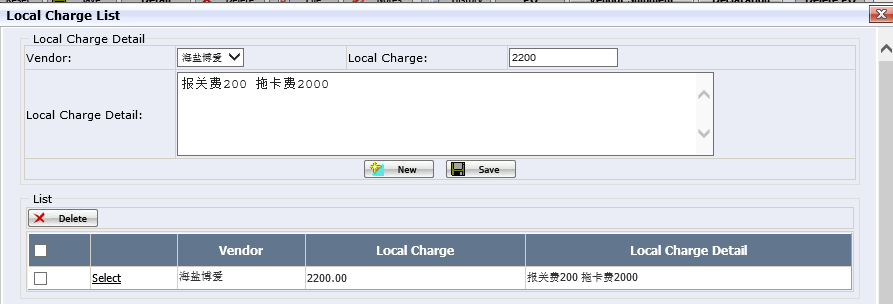 Local Charge List
Local Charge Detail
Vendor: 海盐博爱 Local Charge: 2200
Local Charge Detail: 报关费200 拖卡费2000
New Save
List
Delete
Vendor Local Charge Local Charge Detail
Select 海盐博爱 2200.00 报关费200 拖卡费2000